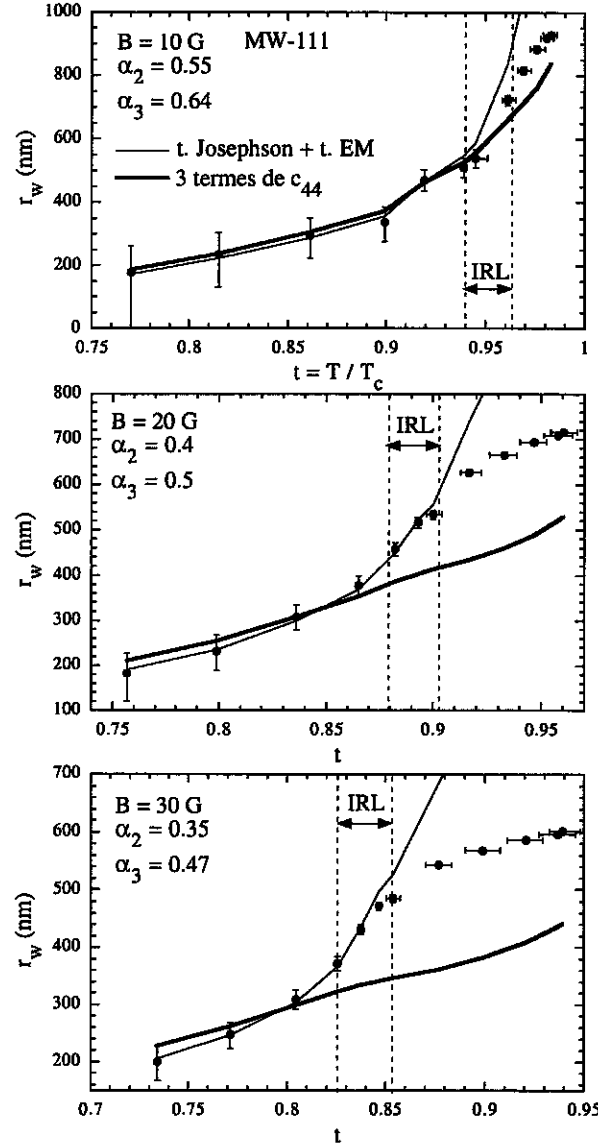 B = 10 G
MW-111
α2 = 0.55
α3 = 0.64
t. Josephson + t. EM
3 termes de c44
IRL
r_w (nm)
1000
800
600
400
200
0
0.75 0.8 0.85 0.9 0.95 1
t = T / Tc
B = 20 G
α2 = 0.4
α3 = 0.5
IRL
r_w (nm)
800
700
600
500
400
300
200
100
0.75 0.8 0.85 0.9 0.95
t
B = 30 G
α2 = 0.35
α3 = 0.47
IRL
r_w (nm)
700
600
500
400
300
200
0.7 0.75 0.8 0.85 0.9 0.95
t